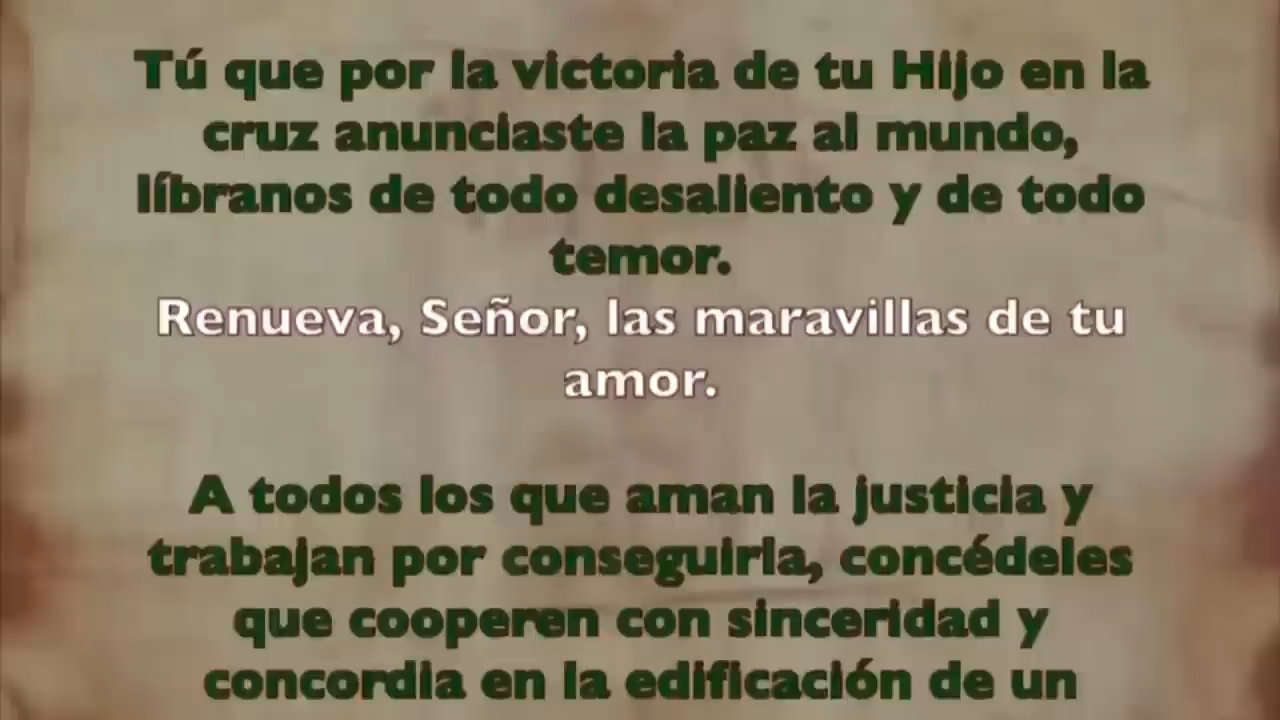 Tú que por la victoria de tu Hijo en la
cruz anunciaste la paz al mundo,
líbranos de todo desaliento y de todo
temor.
Renueva, Señor, las maravillas de tu
amor.
A todos los que aman la justicia y
trabajan por conseguirla, concédeles
que cooperen con sinceridad y
concordia en la edificación de un